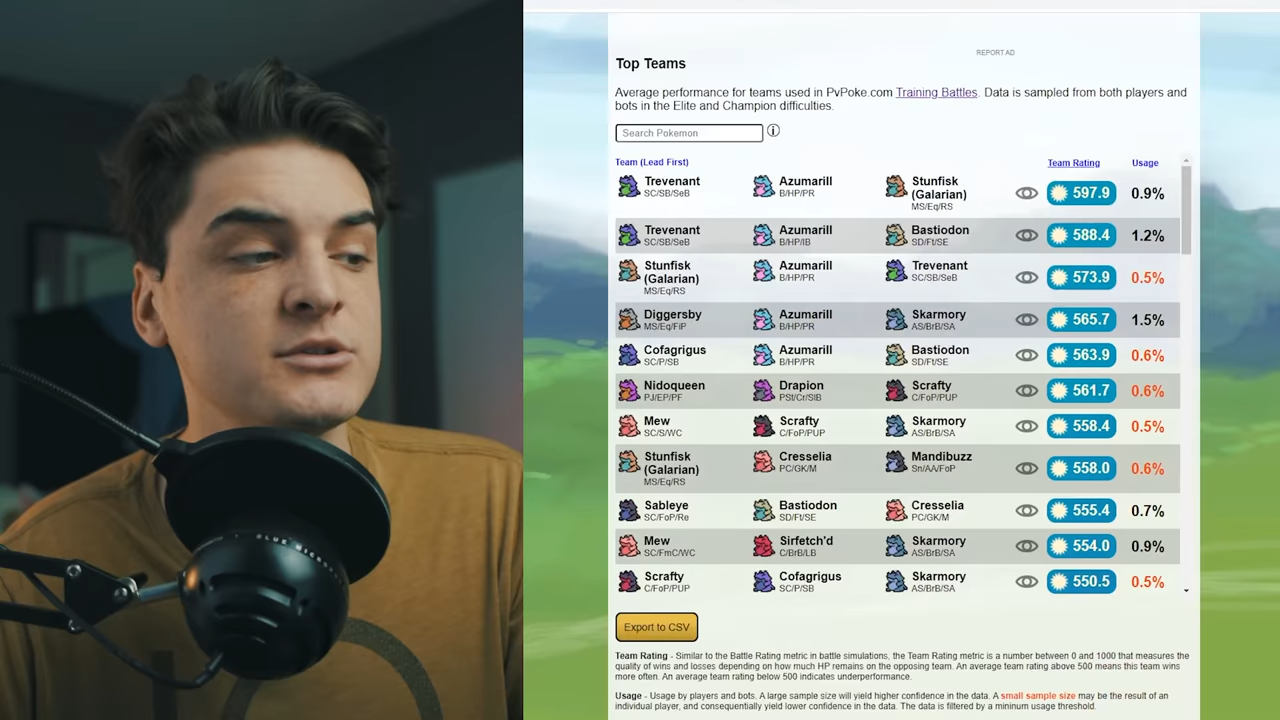 REPORT AD
Top Teams
Average performance for teams used in PvPoke.com Training Battles. Data is sampled from both players and
bots in the Elite and Champion difficulties.
Search Pokemon
Team (Lead First) Team Rating Usage
Trevenant Azumarill Stunfisk (Galarian) 597.9 0.9%
SC/SB/SeB B/HP/PR MS/Eq/RS
Trevenant Azumarill Bastiodon 588.4 1.2%
SC/SB/SeB B/HP/IB SD/Ft/SE
Stunfisk (Galarian) Azumarill Trevenant 573.9 0.5%
MS/Eq/RS B/HP/PR SC/SB/SeB
Diggersby Azumarill Skarmory 565.7 1.5%
MS/Eq/FiP B/HP/PR AS/BrB/SA
Cofagrigus Azumarill Bastiodon 563.9 0.6%
SC/P/SB B/HP/PR SD/Ft/SE
Nidoqueen Drapion Scrafty 561.7 0.6%
PJ/EP/PF PSt/Cr/SlB C/FoP/PUP
Mew Scrafty Skarmory 558.4 0.5%
SC/S/WC C/FoP/PUP AS/BrB/SA
Stunfisk (Galarian) Cresselia Mandibuzz 558.0 0.6%
MS/Eq/RS PC/GK/M Sn/AA/FoP
Sableye Bastiodon Cresselia 555.4 0.7%
SC/FoP/Re SD/Ft/SE PC/GK/M
Mew Sirfetch'd Skarmory 554.0 0.9%
SC/FmC/WC C/BrB/LB AS/BrB/SA
Scrafty Cofagrigus Skarmory 550.5 0.5%
C/FoP/PUP SC/P/SB AS/BrB/SA
Export to CSV
Team Rating - Similar to the Battle Rating metric in battle simulations, the Team Rating metric is a number between 0 and 1000 that measures the
quality of wins and losses depending on how much HP remains on the opposing team. An average team rating above 500 means this team wins
more often. An average team rating below 500 indicates underperformance.
Usage - Usage by players and bots. A large sample size will yield higher confidence in the data. A small sample size may be the result of an
individual player, and consequentially yield lower confidence in the data. The data is filtered by a minimum usage threshold.